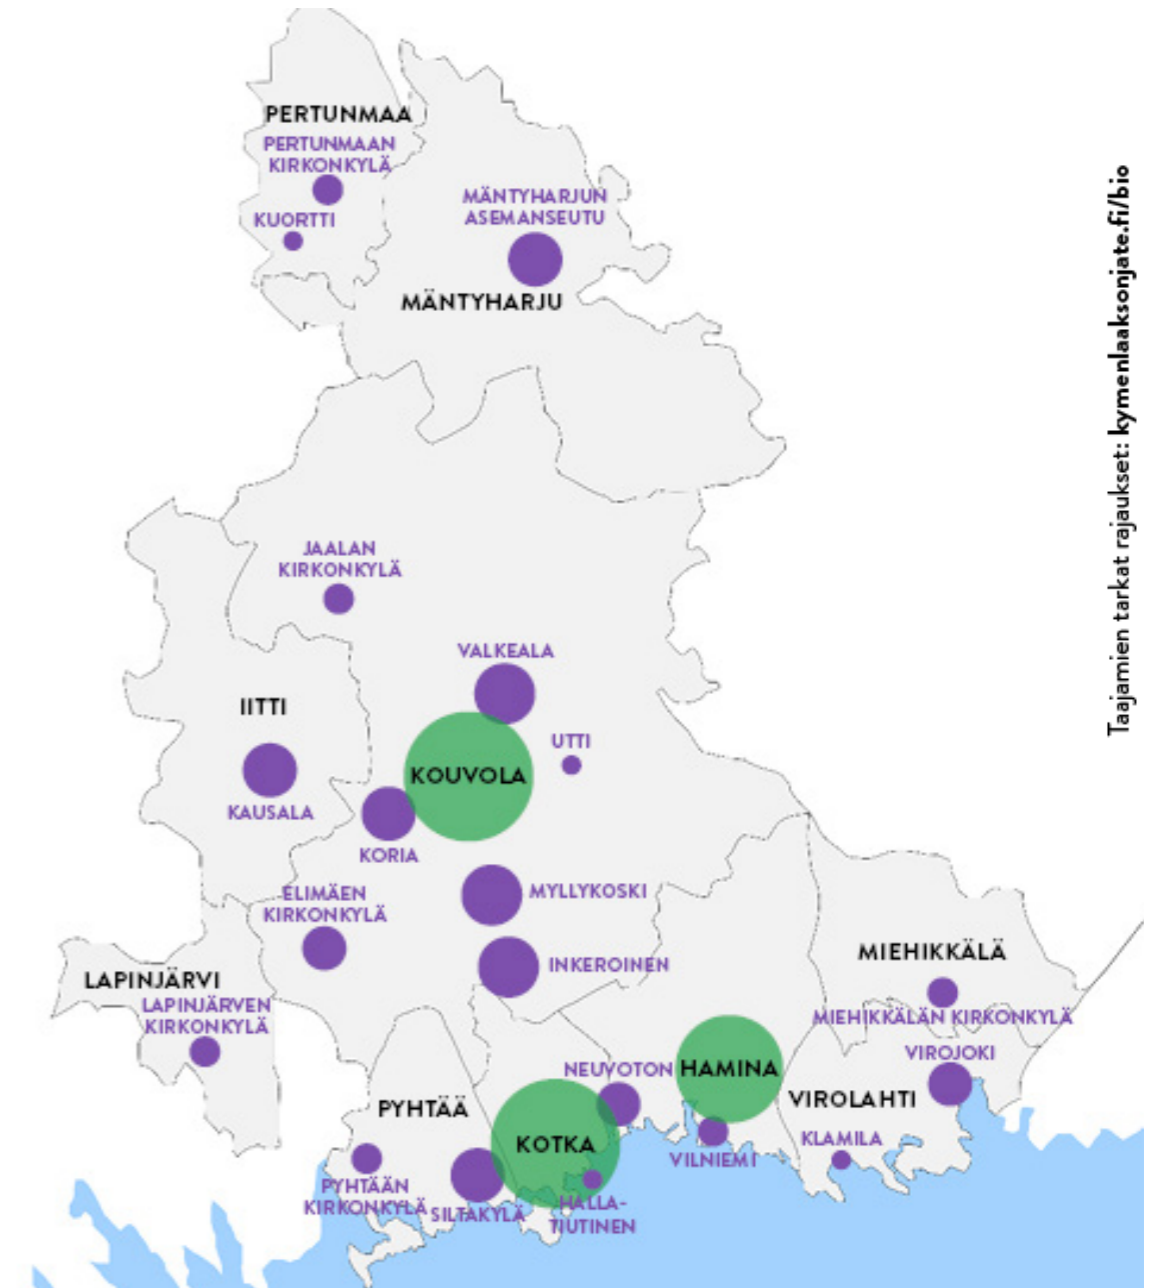 PERTUNMAA
PERTUNMAAN
KIRKONKYLÄ
KUORTTI
MÄNTYHARJUN
ASEMANSEUTU
MÄNTYHARJU
Taajamien tarkat rajaukset: kymenlaaksonjate.fi/bio
JAALAN
KIRKONKYLÄ
VALKEALA
IITTI
UTTI
KOUVOLA
KAUSALA
KORIA
ELIMÄEN
KIRKONKYLÄ
MYLLYKOSKI
INKEROINEN
MIEHIKKÄLÄ
LAPINJÄRVI
LAPINJÄRVEN
KIRKONKYLÄ
MIEHIKKÄLÄN KIRKONKYLÄ
VIROJOKI
NEUVOTON
HAMINA
VIROLAHTI
PYHTÄÄ
KOTKA
KLAMILA
VILNIEMI
PYHTÄÄN
KIRKONKYLÄ
SILTAKYLÄ
HALLA-
TIUTINEN